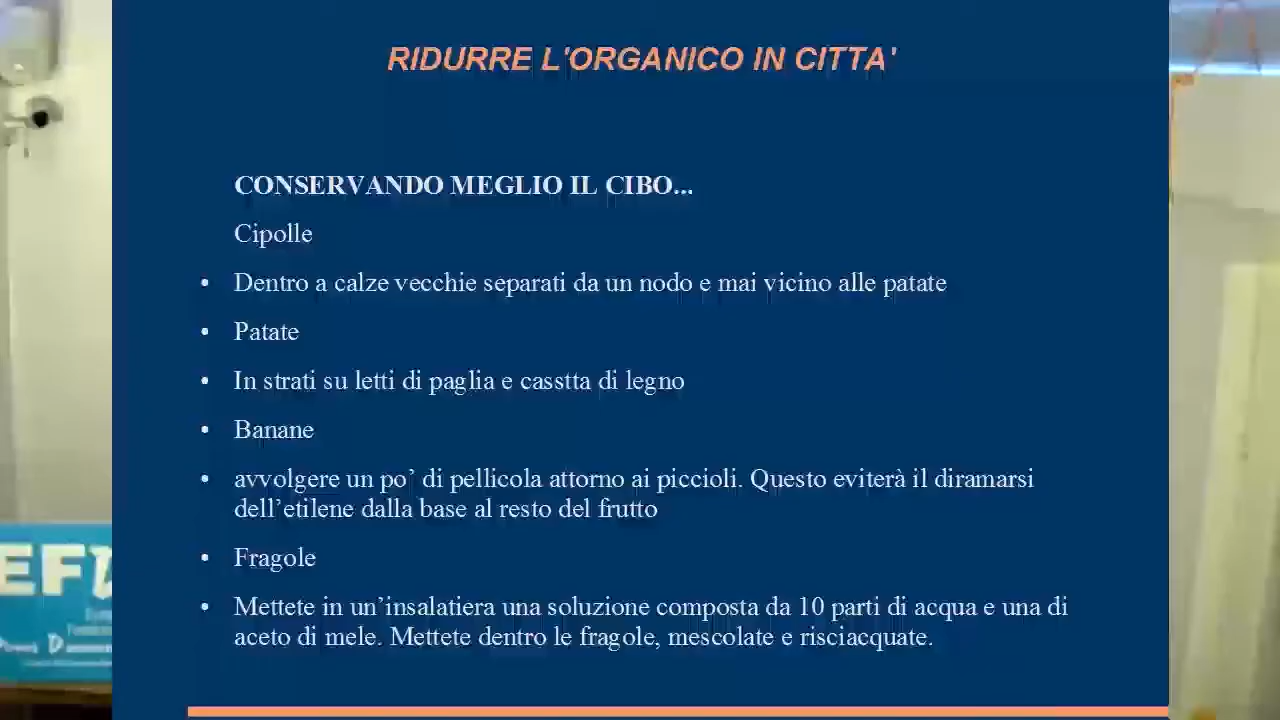 RIDURRE L'ORGANICO IN CITTA'
CONSERVANDO MEGLIO IL CIBO...
Cipolle
• Dentro a calze vecchie separati da un nodo e mai vicino alle patate
• Patate
• In strati su letti di paglia e casstta di legno
• Banane
• avvolgere un po’ di pellicola attorno ai piccioli. Questo eviterà il diramarsi
dell’etilene dalla base al resto del frutto
• Fragole
• Mettete in un’insalatiera una soluzione composta da 10 parti di acqua e una di
aceto di mele. Mettete dentro le fragole, mescolate e risciacquate.